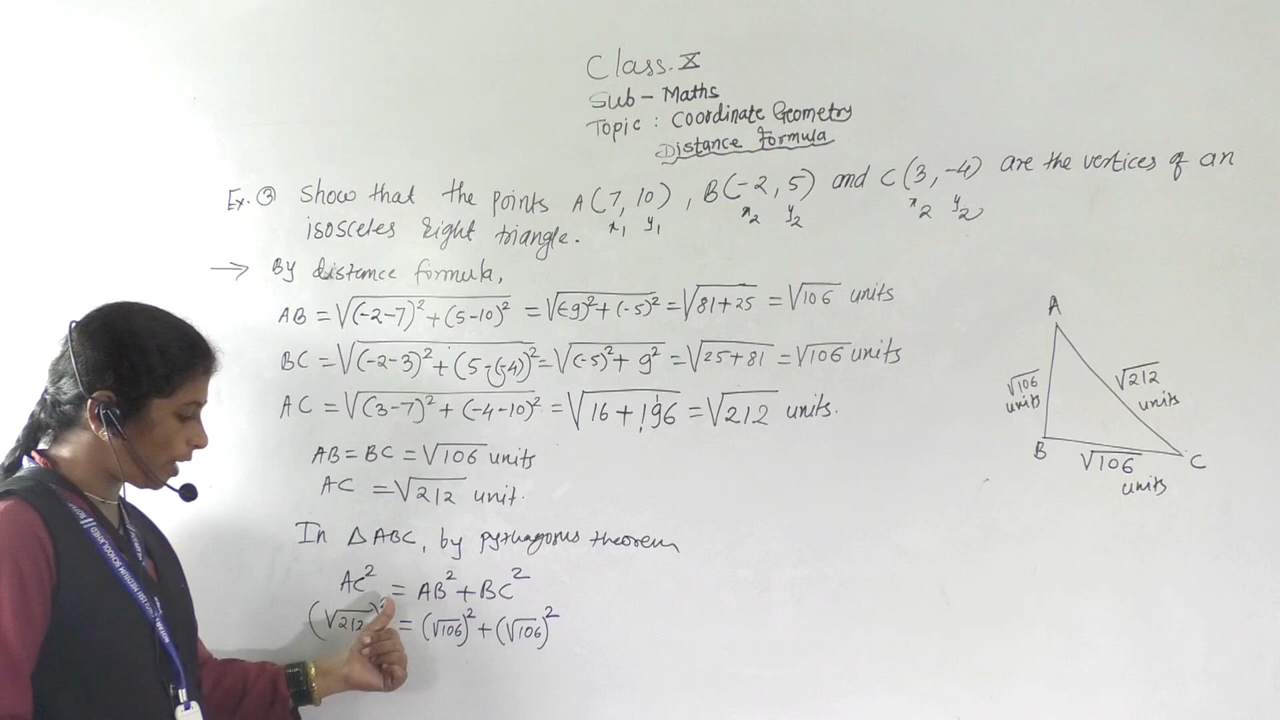 Class. X
Sub - Maths
Topic : Coordinate Geometry
Distance Formula
Ex. ③ Show that the points A(7, 10), B(-2, 5) and C(3, -4) are the vertices of an
x₁ y₁ x₂ y₂ x₂ y₂
isosceles right triangle.
→ By distance formula,
AB = √(-2-7)² + (5-10)² = √(-9)² + (-5)² = √81+25 = √106 units
BC = √(-2-3)² + (5-(-4))² = √(-5)² + 9² = √25+81 = √106 units
AC = √(3-7)² + (-4-10)² = √16+196 = √212 units.
AB = BC = √106 units
AC = √212 unit.
In △ABC, by pythagorus theorem
AC² = AB² + BC²
(√212)² = (√106)² + (√106)²
A
√106 units
√212 units
B
C
√106 units